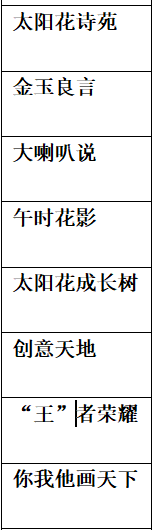 太阳花诗苑
金玉良言
大喇叭说
午时花影
太阳花成长树
创意天地
“王”者荣耀
你我他画天下